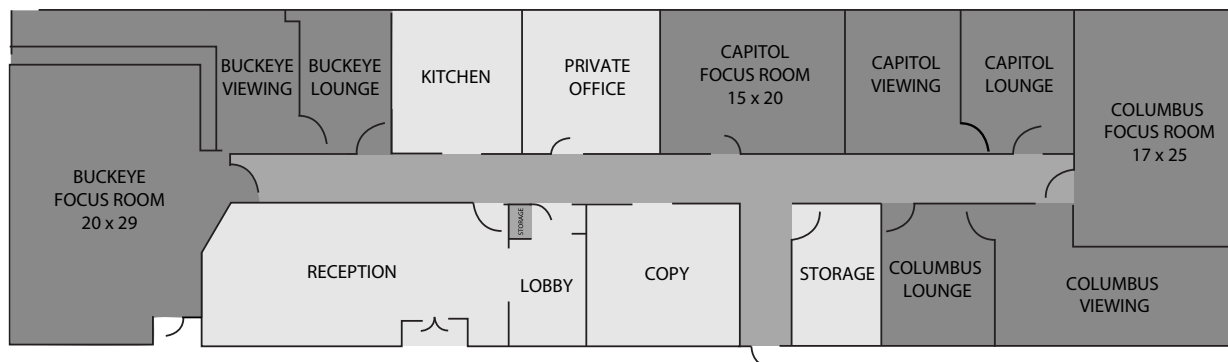 BUCKEYE
VIEWING
BUCKEYE
LOUNGE
KITCHEN
PRIVATE
OFFICE
CAPITOL
FOCUS ROOM
15 x 20
CAPITOL
VIEWING
CAPITOL
LOUNGE
COLUMBUS
FOCUS ROOM
17 x 25
BUCKEYE
FOCUS ROOM
20 x 29
RECEPTION
STORAGE
LOBBY
COPY
STORAGE
COLUMBUS
LOUNGE
COLUMBUS
VIEWING